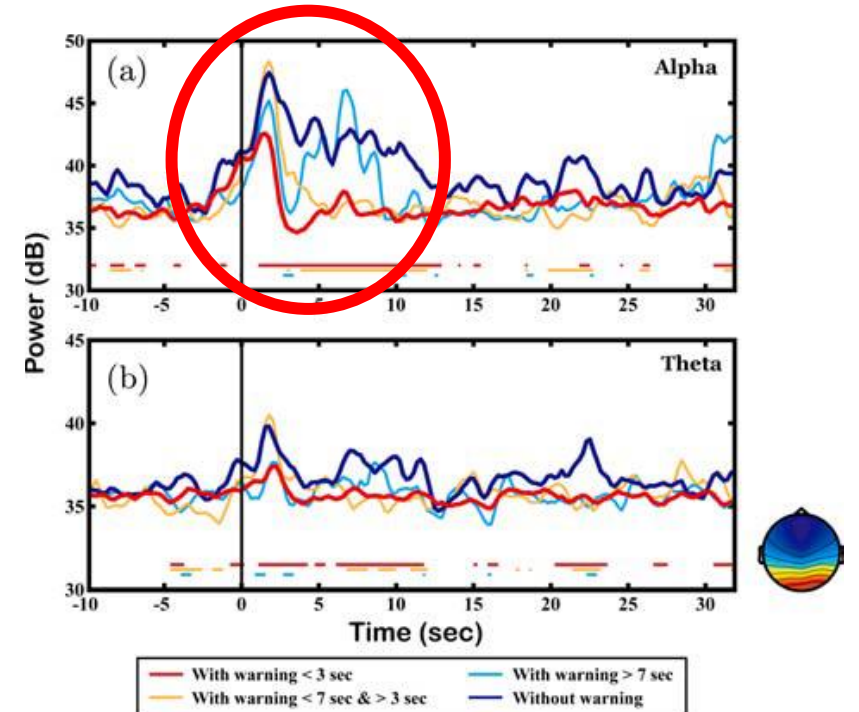 50
(a)
Alpha
45
40
35
30
-10 -5 0 5 10 15 20 25 30
Power (dB)
45
(b)
Theta
40
35
30
-10 -5 0 5 10 15 20 25 30
Time (sec)
With warning < 3 sec
With warning > 7 sec
With warning < 7 sec & > 3 sec
Without warning